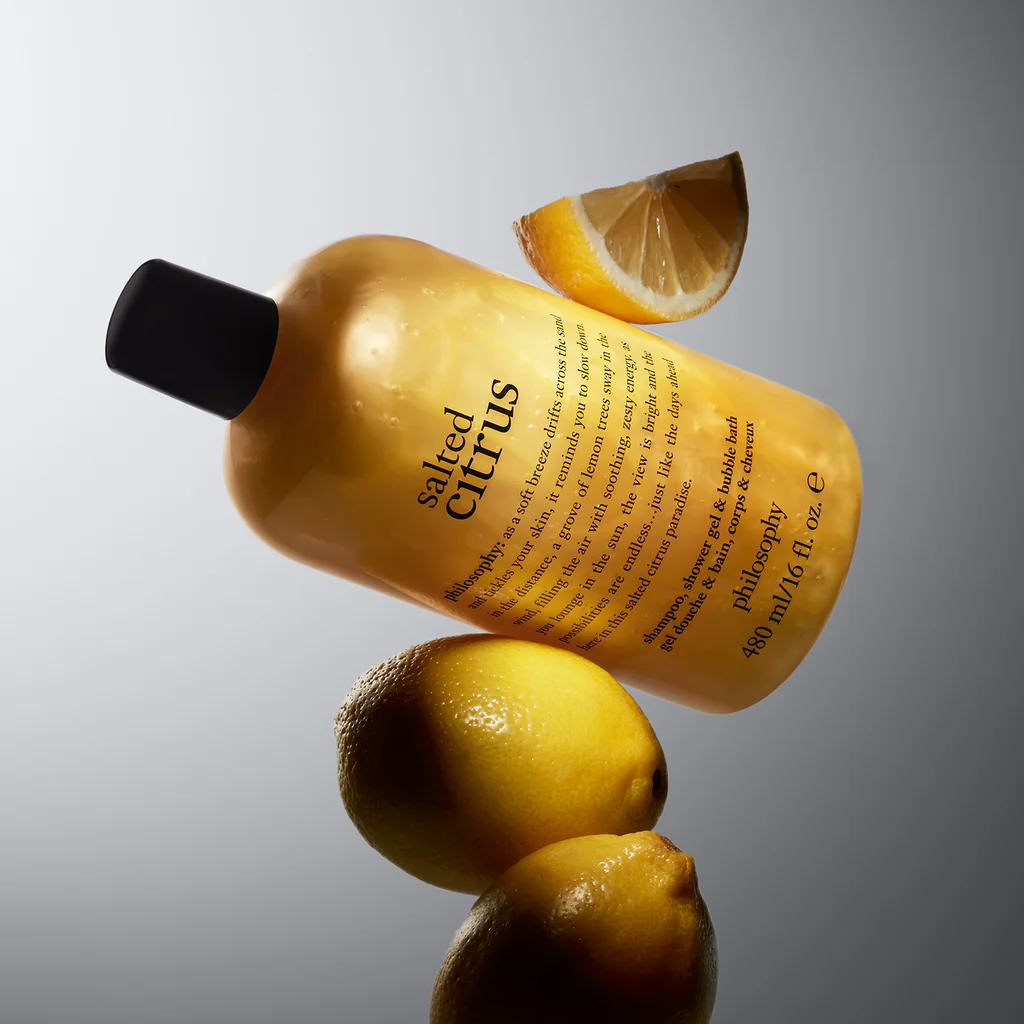 salted
citrus
philosophy: as a soft breeze drifts across the sand
and tickles your skin, it reminds you to slow down.
in the distance, a grove of lemon trees sway in the
wind, filling the air with soothing, zesty energy. as
you lounge in the sun, the view is bright and the
possibilities are endless...just like the days ahead
here in this salted citrus paradise.
shampoo, shower gel & bubble bath
gel douche & bain, corps & cheveux
philosophy
480 ml/16 fl. oz. ℮